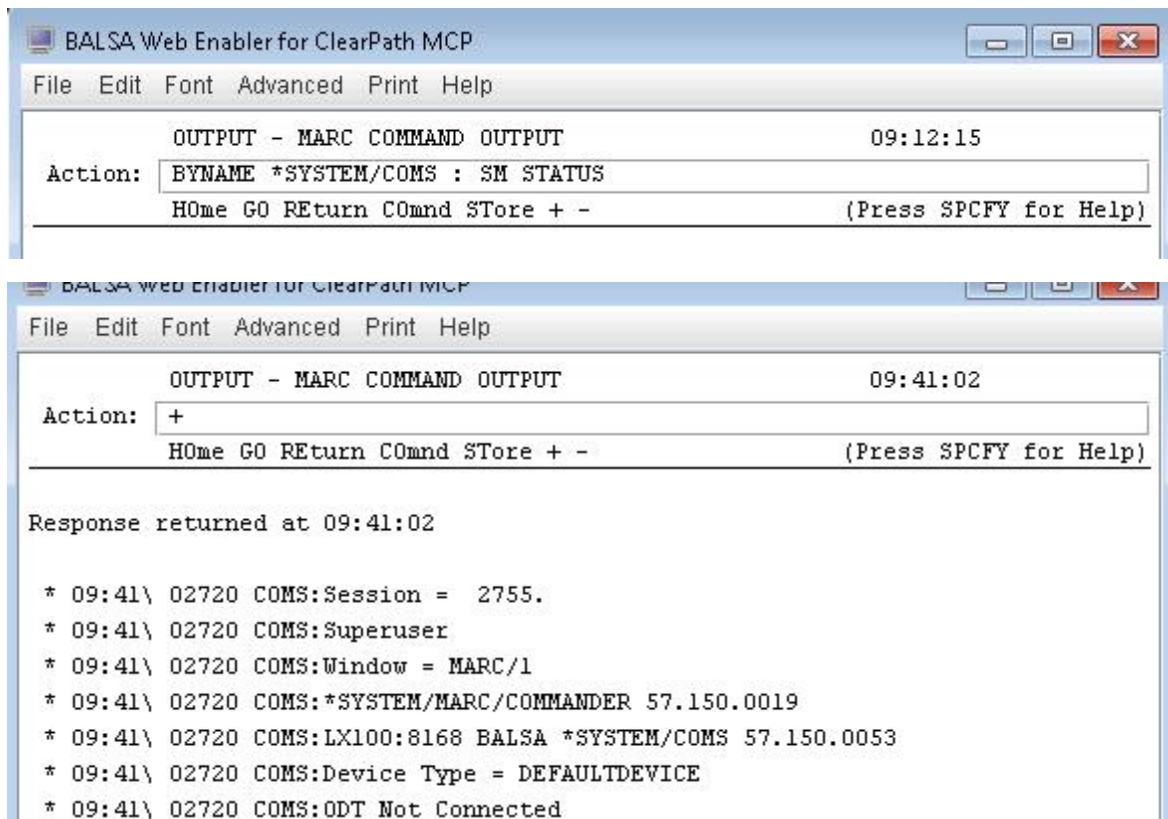 BALSA Web Enabler for ClearPath MCP
File Edit Font Advanced Print Help
OUTPUT - MARC COMMAND OUTPUT 09:12:15
Action: BYNAME *SYSTEM/COMS : SM STATUS
HOme GO REturn COmnd STore + - (Press SPCFY for Help)
BALSA Web Enabler for ClearPath MCP
File Edit Font Advanced Print Help
OUTPUT - MARC COMMAND OUTPUT 09:41:02
Action: +
HOme GO REturn COmnd STore + - (Press SPCFY for Help)
Response returned at 09:41:02
* 09:41\ 02720 COMS:Session = 2755.
* 09:41\ 02720 COMS:Superuser
* 09:41\ 02720 COMS:Window = MARC/1
* 09:41\ 02720 COMS:*SYSTEM/MARC/COMMANDER 57.150.0019
* 09:41\ 02720 COMS:LX100:8168 BALSA *SYSTEM/COMS 57.150.0053
* 09:41\ 02720 COMS:Device Type = DEFAULTDEVICE
* 09:41\ 02720 COMS:ODT Not Connected